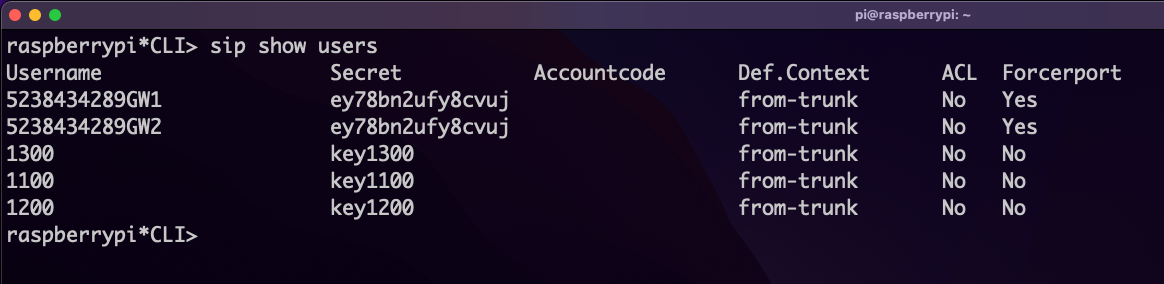 pi@raspberrypi: ~
raspberrypi*CLI> sip show users
Username Secret Accountcode Def.Context ACL Forcerport
5238434289GW1 ey78bn2ufy8cvuj from-trunk No Yes
5238434289GW2 ey78bn2ufy8cvuj from-trunk No Yes
1300 key1300 from-trunk No No
1100 key1100 from-trunk No No
1200 key1200 from-trunk No No
raspberrypi*CLI>